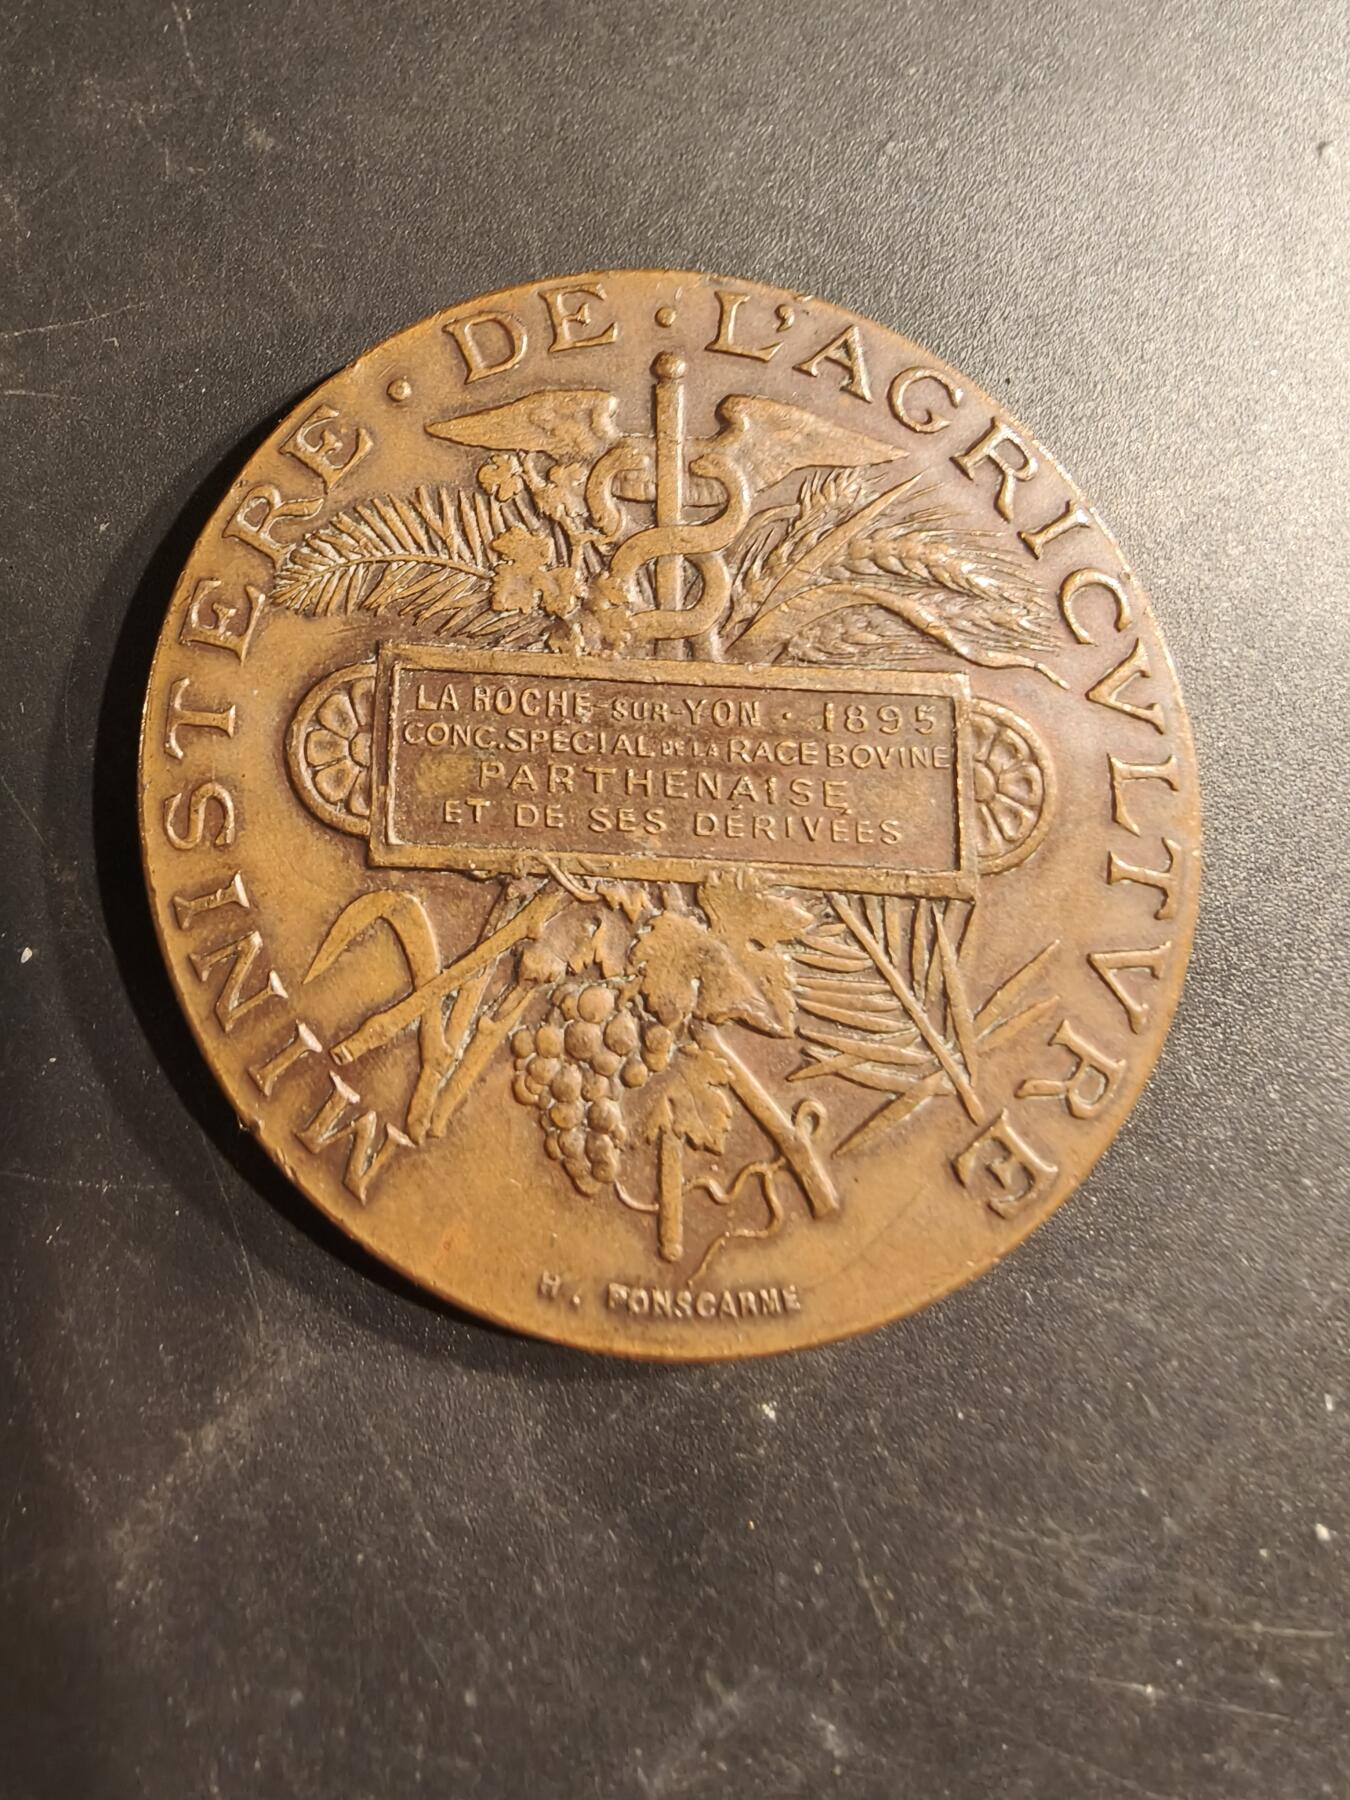 MINISTERE · DE · L'AGRICVLTVRE
LA ROCHE-SUR-YON · 1895
CONC. SPÉCIAL DE LA RACE BOVINE
PARTHENAISE
ET DE SES DÉRIVÉES
H. PONSCARME